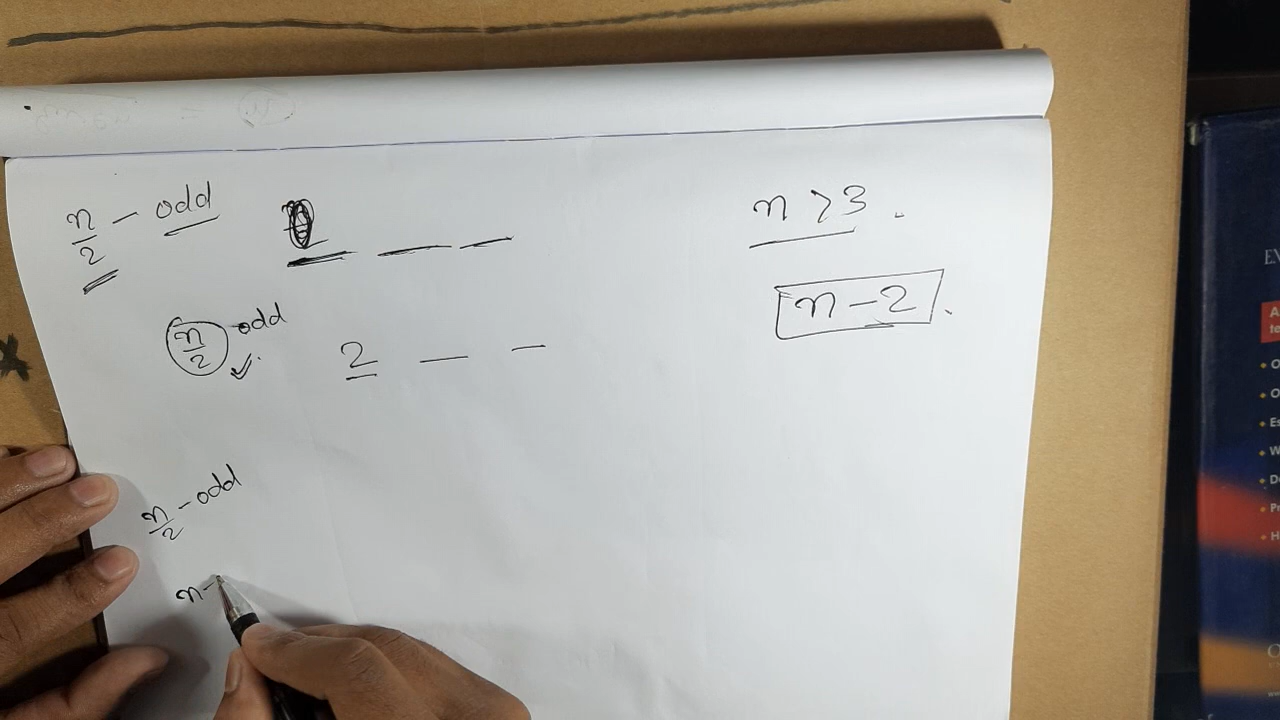 n/2 - odd
n > 3 .
n - 2 .
n/2 - odd ✓.
2
n/2 - odd
n -